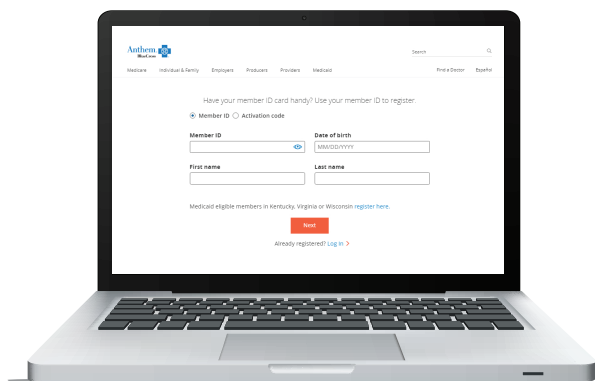 Anthem
BlueCross
Search
Medicare Individual & Family Employers Producers Providers Medicaid Find a Doctor Español
Have your member ID card handy? Use your member ID to register.
Member ID Activation code
Member ID Date of birth
MM/DD/YYYY
First name Last name
Medicaid eligible members in Kentucky, Virginia or Wisconsin register here.
Next
Already registered? Log in >